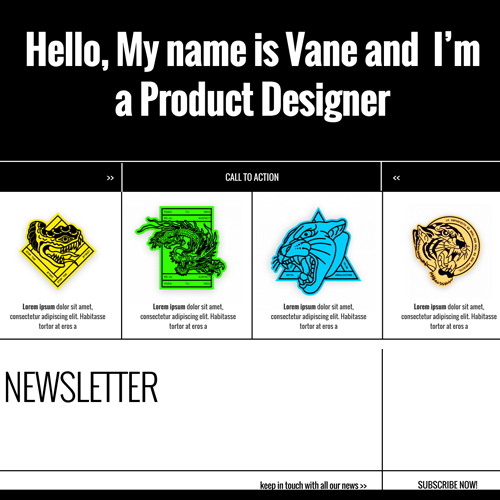 Hello, My name is Vane and I'm
a Product Designer
>> CALL TO ACTION <<
Lorem ipsum dolor sit amet,
consectetur adipiscing elit. Habitasse
tortor at eros a
Lorem ipsum dolor sit amet,
consectetur adipiscing elit. Habitasse
tortor at eros a
Lorem ipsum dolor sit amet,
consectetur adipiscing elit. Habitasse
tortor at eros a
Lorem ipsum dolor sit amet,
consectetur adipiscing elit. Habitasse
tortor at eros a
NEWSLETTER
keep in touch with all our news >>
SUBSCRIBE NOW!